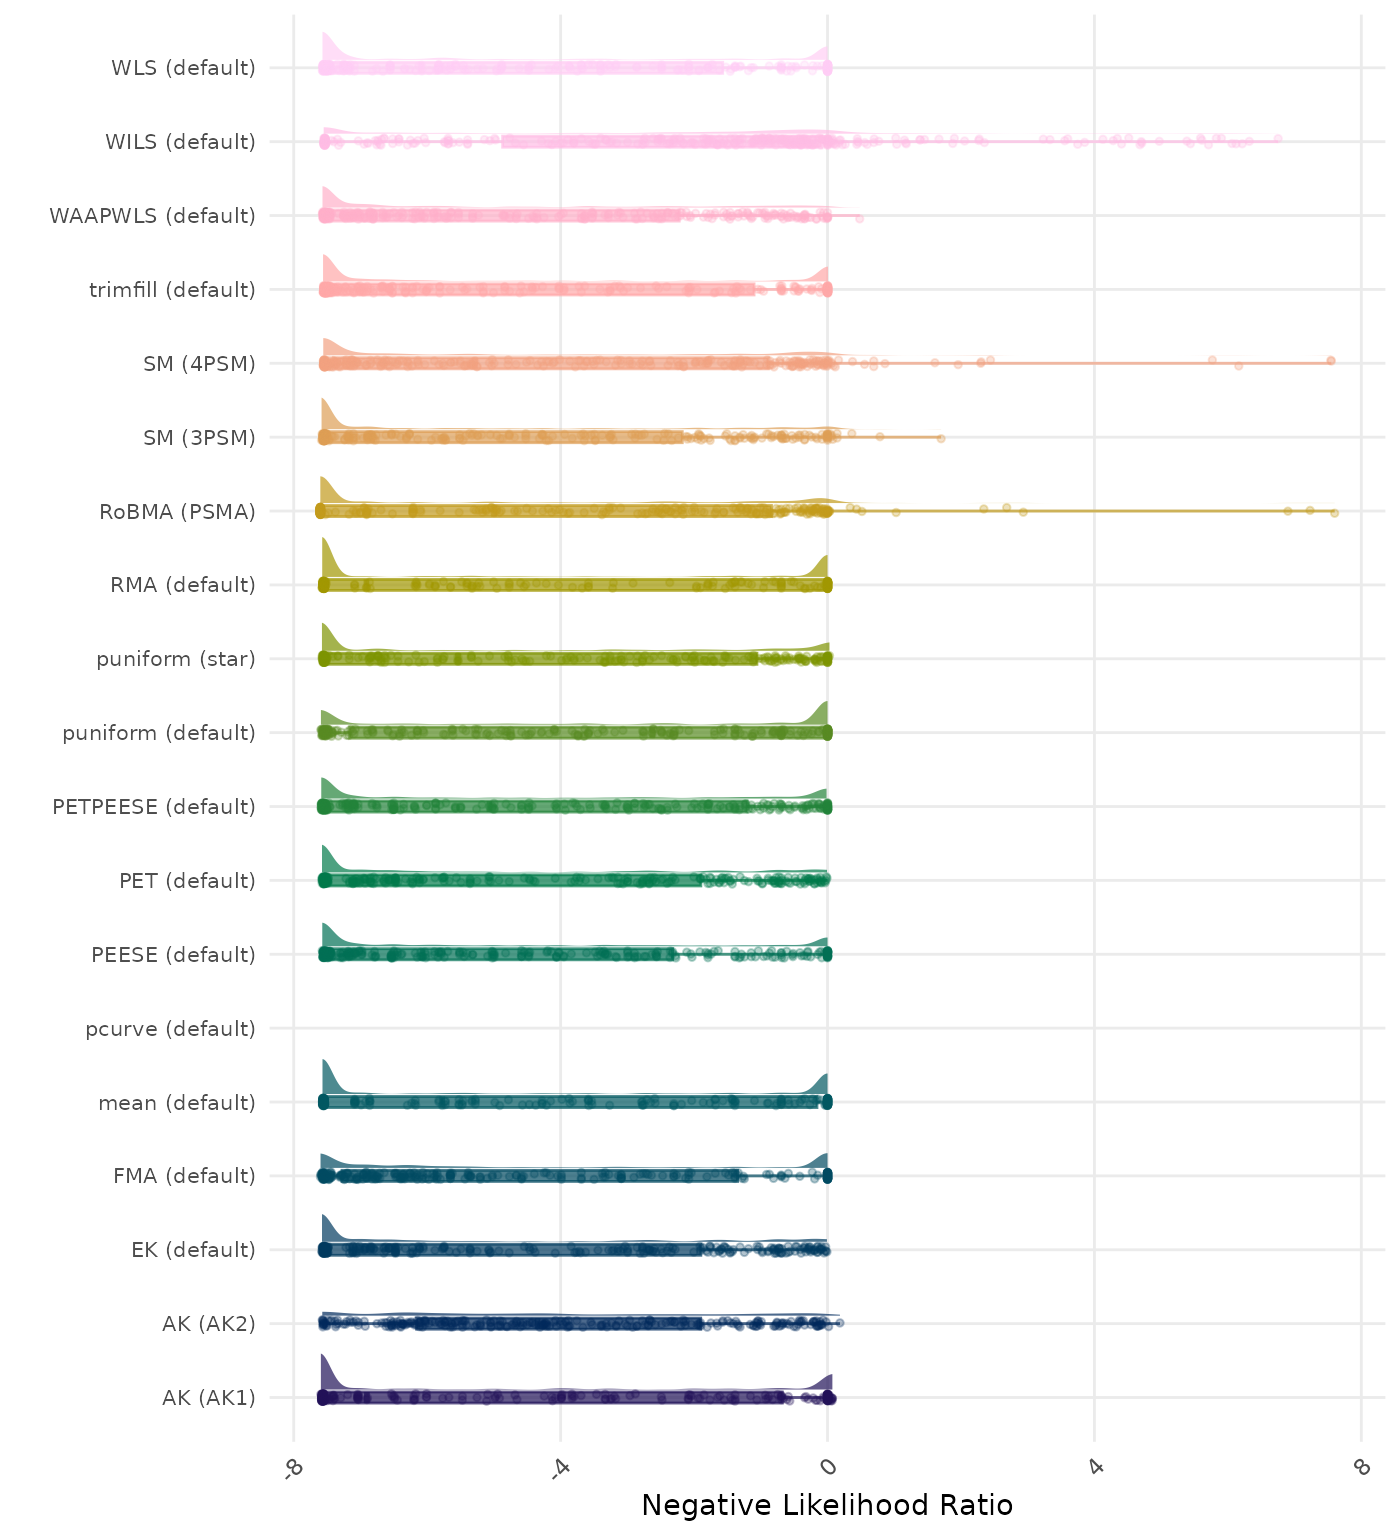 WLS (default)
WILS (default)
WAAPWLS (default)
trimfill (default)
SM (4PSM)
SM (3PSM)
RoBMA (PSMA)
RMA (default)
puniform (star)
puniform (default)
PETPEESE (default)
PET (default)
PEESE (default)
pcurve (default)
mean (default)
FMA (default)
EK (default)
AK (AK2)
AK (AK1)
-8 -4 0 4 8
Negative Likelihood Ratio